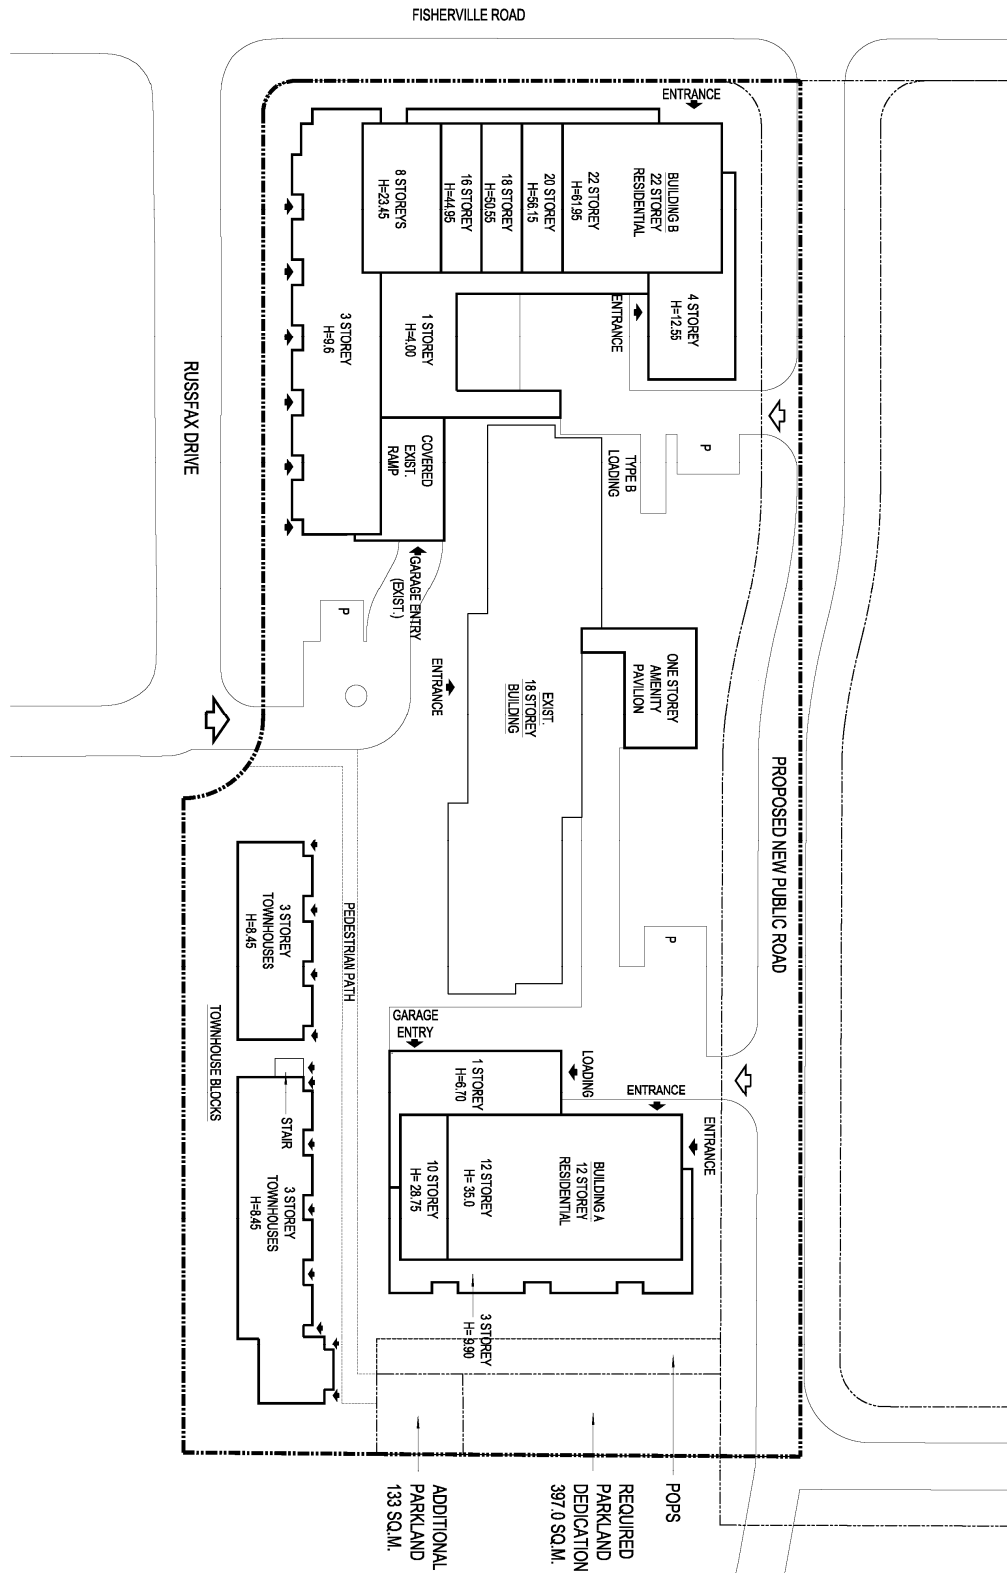 FISHERVILLE ROAD
ENTRANCE
BUILDING B
22 STOREY
RESIDENTIAL
22 STOREY
H=61.95
20 STOREY
H=56.15
18 STOREY
H=50.55
16 STOREY
H=44.95
8 STOREYS
H=23.45
4 STOREY
H=12.55
ENTRANCE
1 STOREY
H=4.00
3 STOREY
H=9.6
RUSSFAX DRIVE
COVERED
EXIST.
RAMP
TYPE B
LOADING
P
GARAGE ENTRY
(EXIST.)
P
ENTRANCE
EXIST.
18 STOREY
BUILDING
ONE STOREY
AMENITY
PAVILION
PROPOSED NEW PUBLIC ROAD
P
3 STOREY
TOWNHOUSES
H=8.45
PEDESTRIAN PATH
TOWNHOUSE BLOCKS
GARAGE
ENTRY
1 STOREY
H=6.70
LOADING
ENTRANCE
ENTRANCE
STAIR
BUILDING A
12 STOREY
RESIDENTIAL
12 STOREY
H= 35.0
10 STOREY
H= 28.75
3 STOREY
TOWNHOUSES
H=8.45
3 STOREY
H= 9.90
POPS
REQUIRED
PARKLAND
DEDICATION
397.0 SQ.M.
ADDITIONAL
PARKLAND
133 SQ.M.